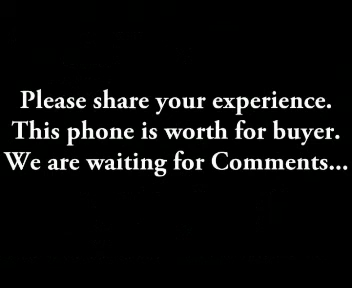 Please share your experience.
This phone is worth for buyer.
We are waiting for Comments...